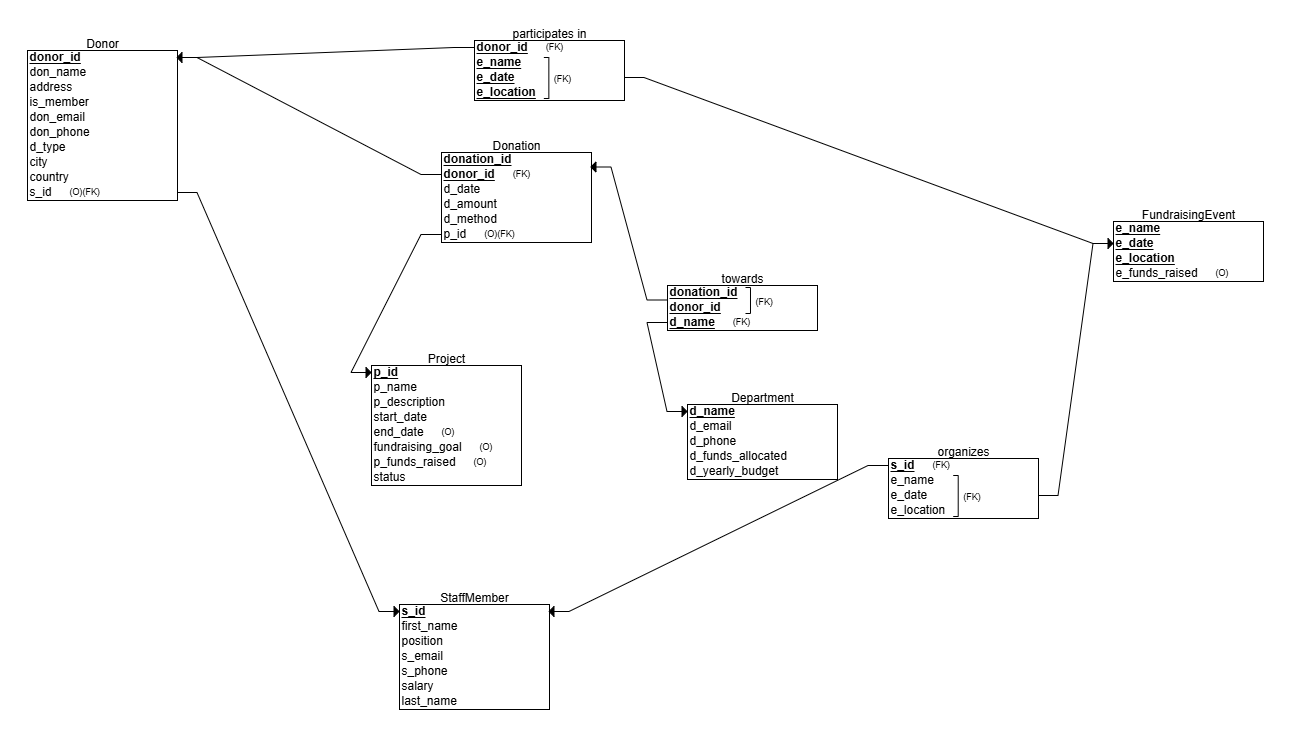 Donor
donor_id
don_name
address
is_member
don_email
don_phone
d_type
city
country
s_id (O)(FK)
participates in
donor_id (FK)
e_name
e_date (FK)
e_location
Donation
donation_id
donor_id (FK)
d_date
d_amount
d_method
p_id (O)(FK)
FundraisingEvent
e_name
e_date
e_location
e_funds_raised (O)
towards
donation_id
donor_id (FK)
d_name (FK)
Project
p_id
p_name
p_description
start_date
end_date (O)
fundraising_goal (O)
p_funds_raised (O)
status
Department
d_name
d_email
d_phone
d_funds_allocated
d_yearly_budget
organizes
s_id (FK)
e_name
e_date (FK)
e_location
StaffMember
s_id
first_name
position
s_email
s_phone
salary
last_name